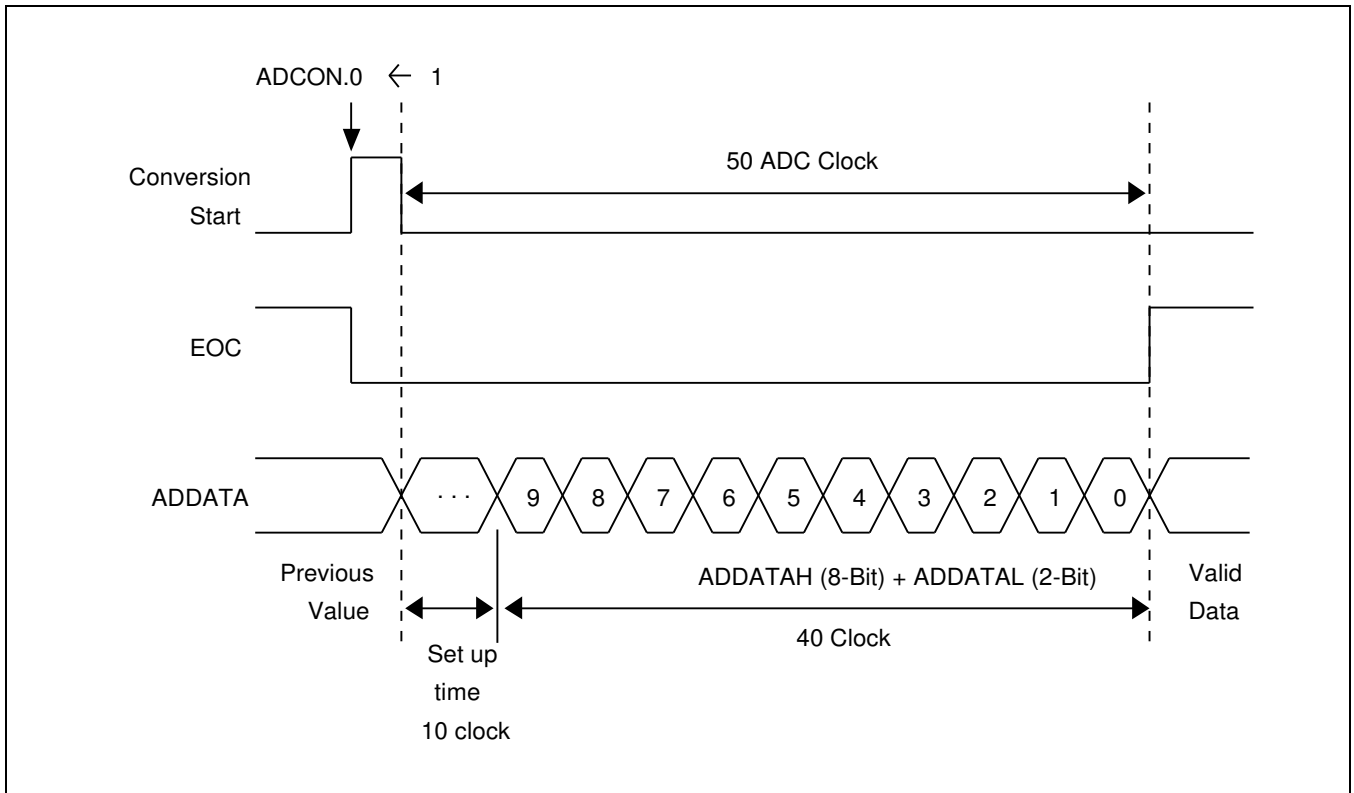 ADCON.0 ← 1
50 ADC Clock
Conversion
Start
EOC
ADDATA
· · ·
9 8 7 6 5 4 3 2 1 0
Previous
Value
ADDATAH (8-Bit) + ADDATAL (2-Bit)
Valid
Data
40 Clock
Set up
time
10 clock